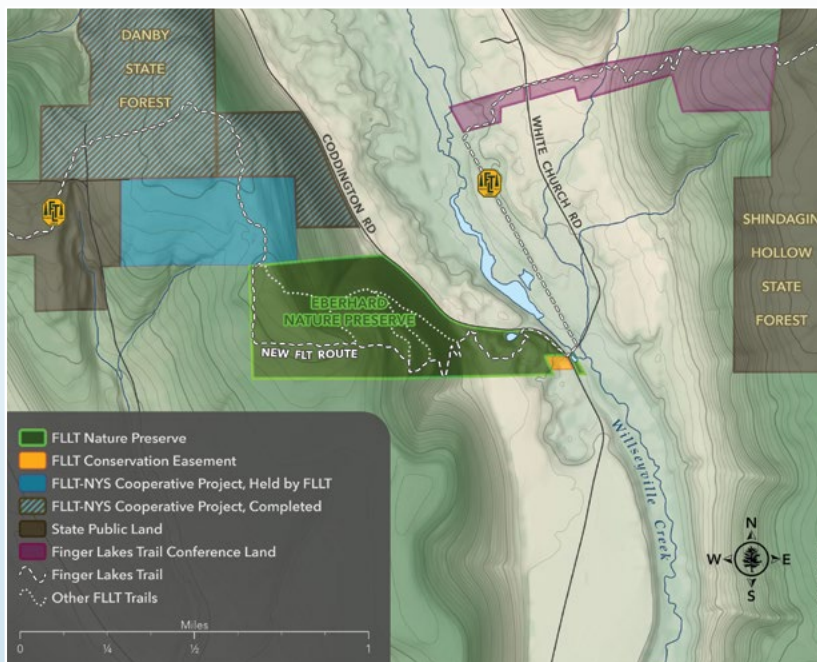 DANBY
STATE
FOREST
CODDINGTON RD
WHITE CHURCH RD
FLT
FLT
SHINDAGIN
HOLLOW
STATE
FOREST
EBERHARD
NATURE PRESERVE
NEW FLT ROUTE
Willseyville Creek
FLLT Nature Preserve
FLLT Conservation Easement
FLLT-NYS Cooperative Project, Held by FLLT
FLLT-NYS Cooperative Project, Completed
State Public Land
Finger Lakes Trail Conference Land
Finger Lakes Trail
Other FLLT Trails
Miles
0 ¼ ½ 1
N
W E
S